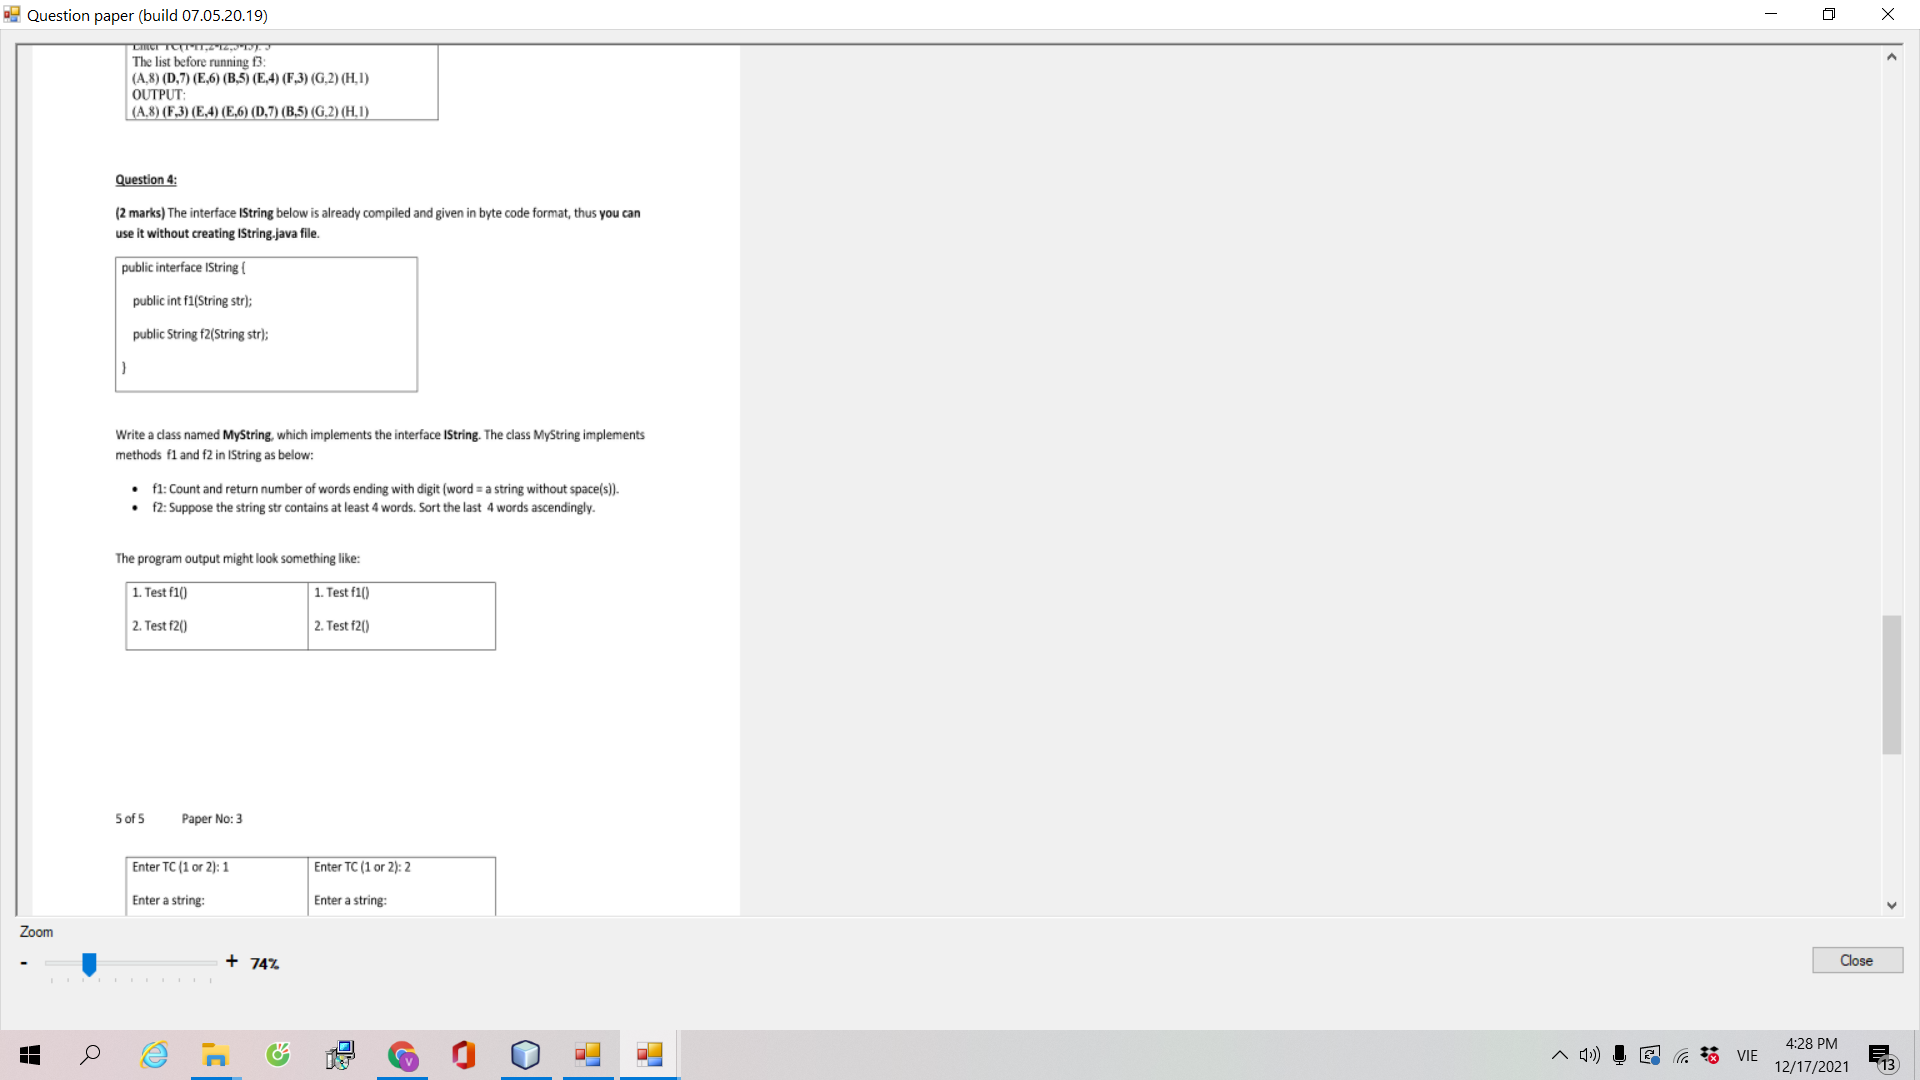 Question paper (build 07.05.20.19)
Enter TC(1-f1,2-f2,3-f3): 3
The list before running f3:
(A,8) (D,7) (E,6) (B,5) (E,4) (F,3) (G,2) (H,1)
OUTPUT:
(A,8) (F,3) (E,4) (E,6) (D,7) (B,5) (G,2) (H,1)
Question 4:
(2 marks) The interface IString below is already compiled and given in byte code format, thus you can
use it without creating IString.java file.
public interface IString {
public int f1(String str);
public String f2(String str);
}
Write a class named MyString, which implements the interface IString. The class MyString implements
methods f1 and f2 in IString as below:
• f1: Count and return number of words ending with digit (word = a string without space(s)).
• f2: Suppose the string str contains at least 4 words. Sort the last 4 words ascendingly.
The program output might look something like:
1. Test f1() 1. Test f1()
2. Test f2() 2. Test f2()
5 of 5 Paper No: 3
Enter TC (1 or 2): 1 Enter TC (1 or 2): 2
Enter a string: Enter a string:
Zoom
- + 74%
Close
VIE
4:28 PM
12/17/2021
13